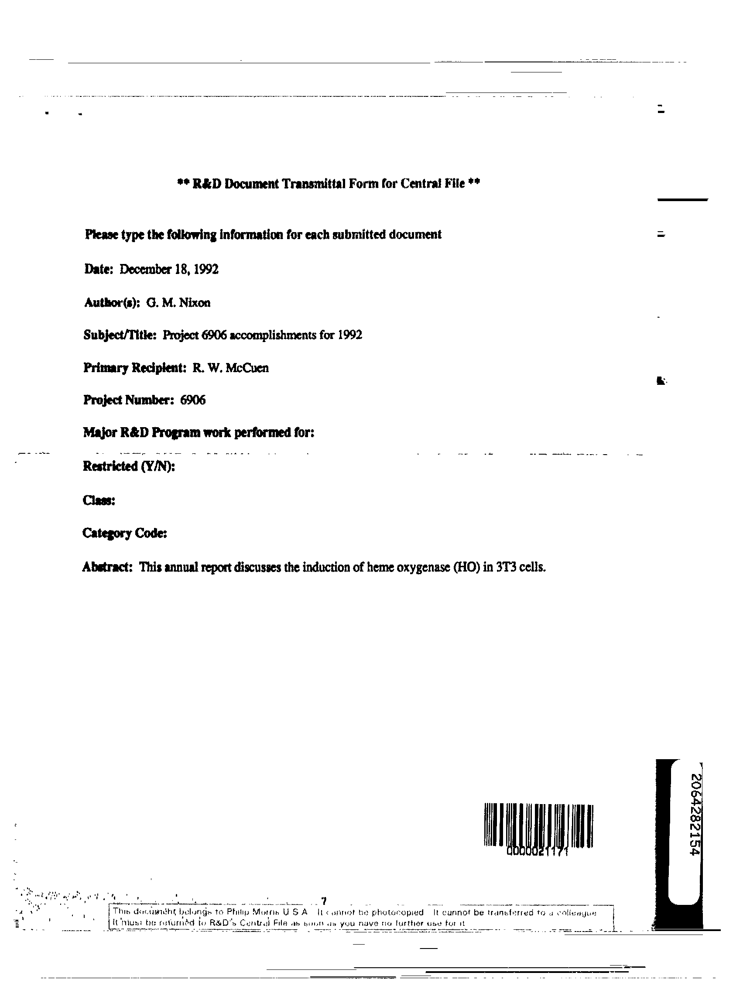 ** R&D Document Transmittal Form for Central File **
Please type the following information for each submitted document
Date: December 18, 1992
Author(s): G. M. Nixon
Subject/Title: Project 6906 accomplishments for 1992
Primary Recipient: R. W. McCuen
Project Number: 6906
Major R&D Program work performed for:
Restricted (Y/N):
Class:
Category Code:
Abstract: This annual report discusses the induction of heme oxygenase (HO) in 3T3 cells.
2064282154
0000021171
7
This document belongs to Philip Morris U.S.A. It cannot be photocopied. It cannot be transferred to a colleague.
It must be returned to R&D's Central File as soon as you have no further use for it.